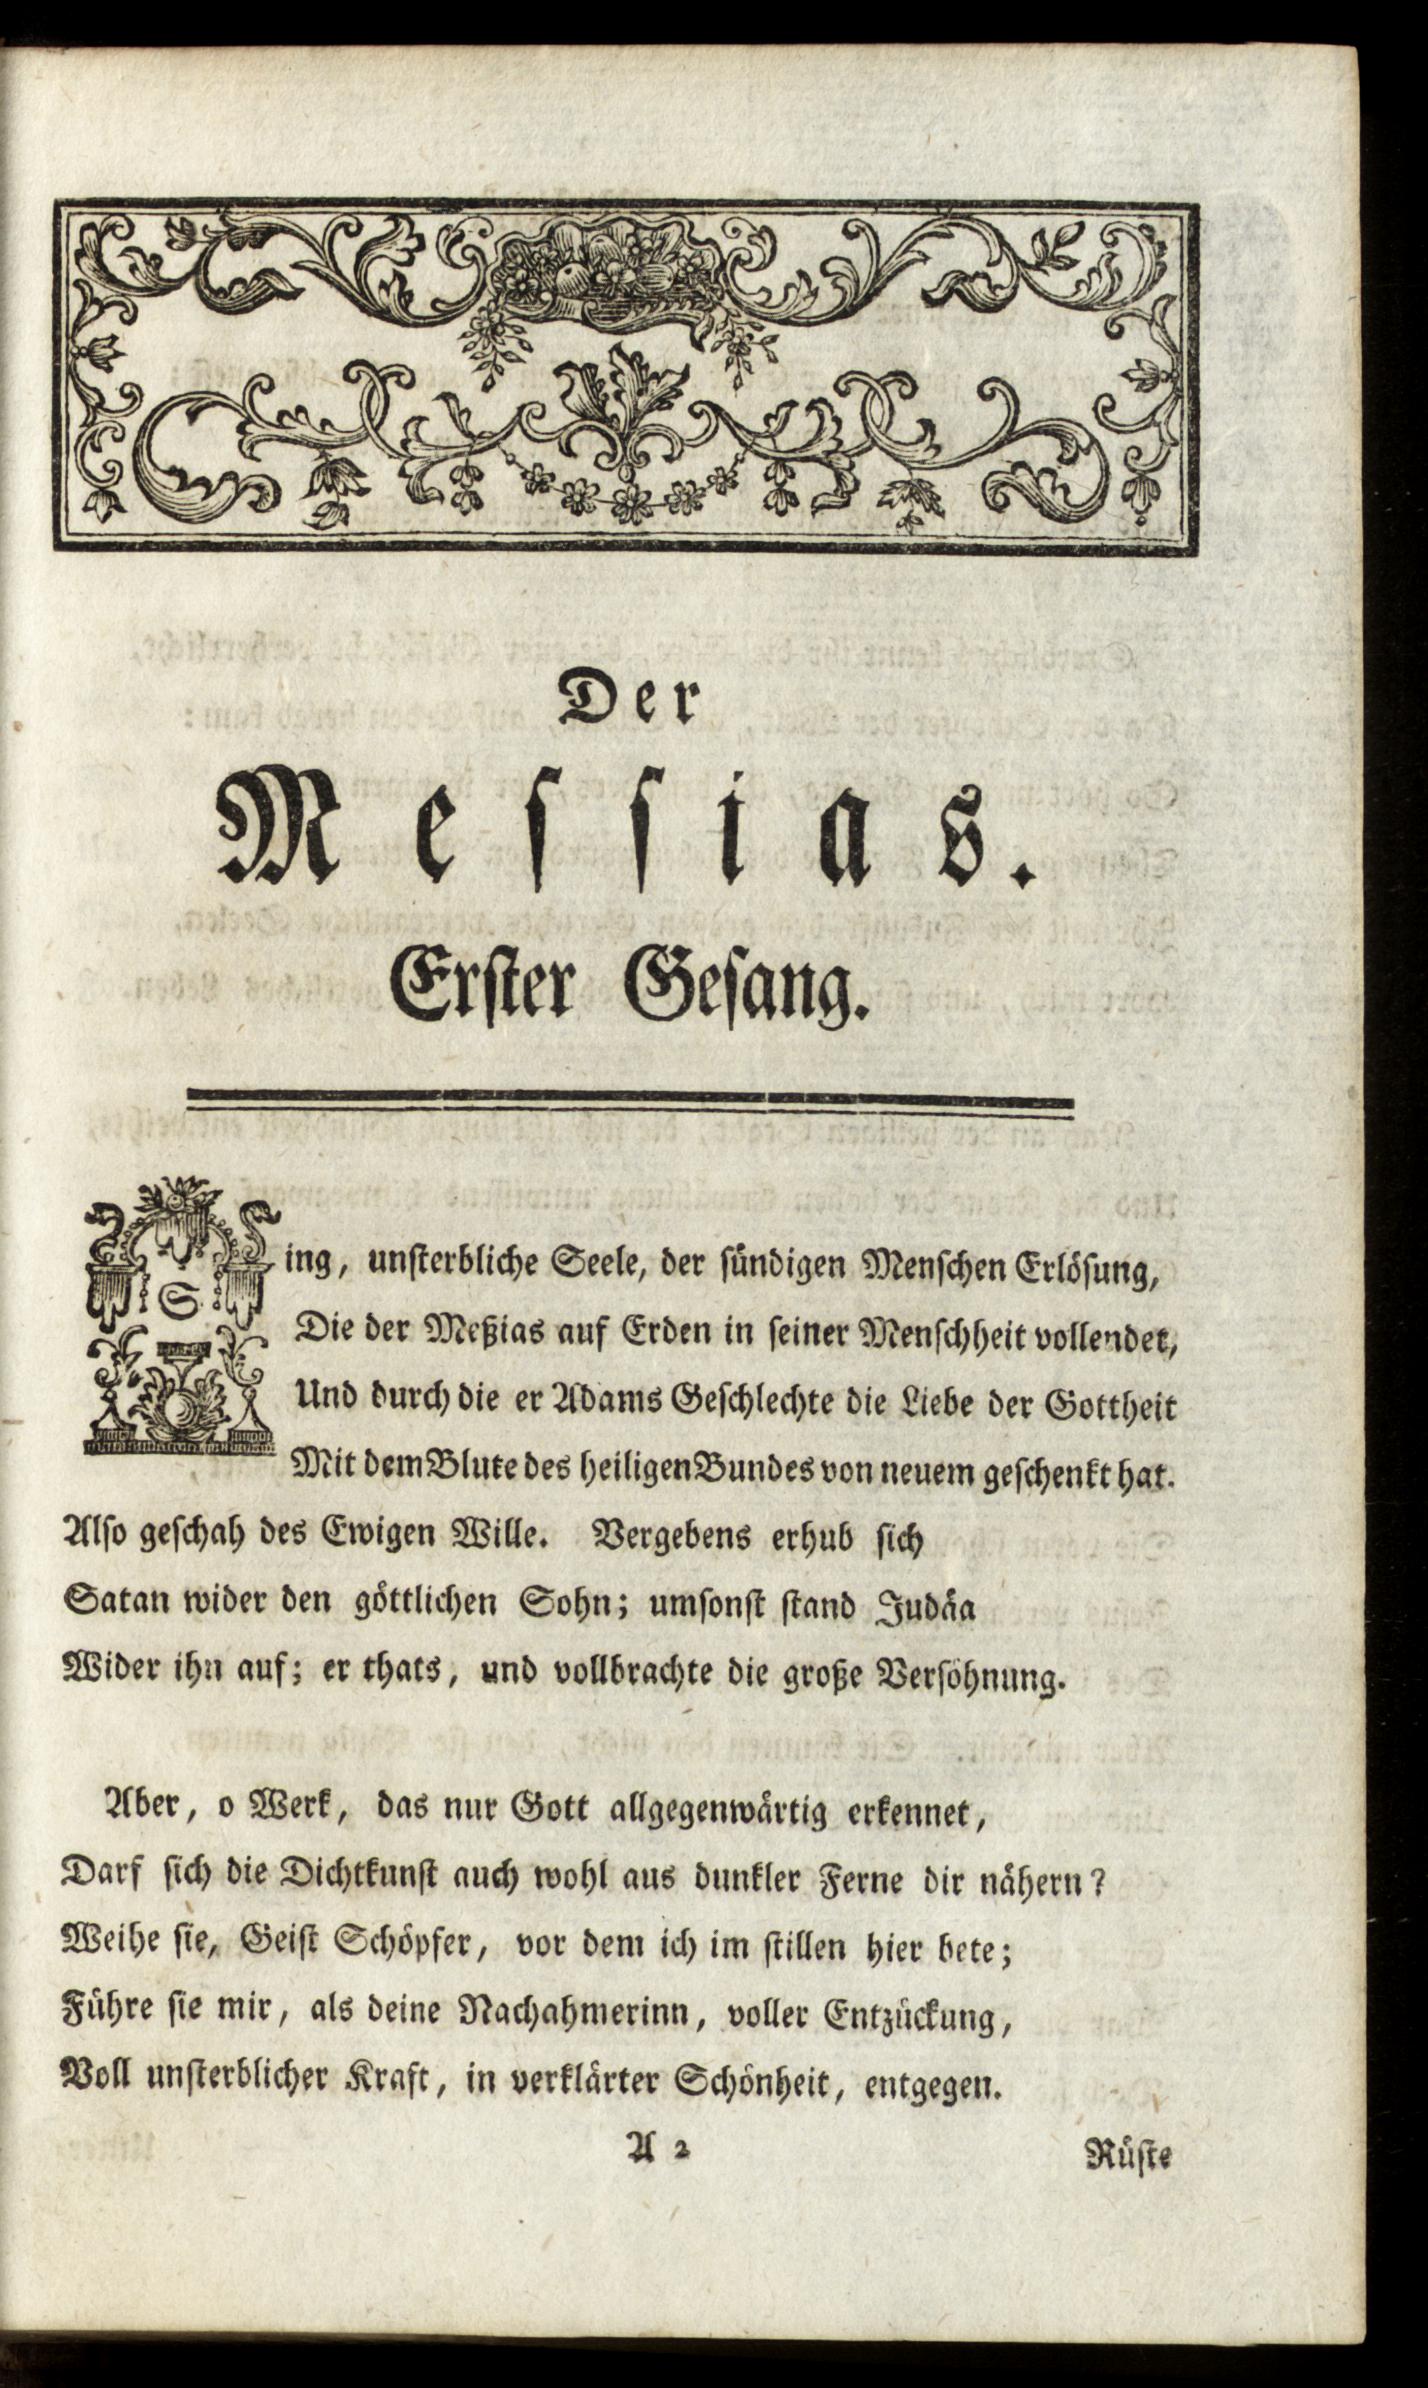 Der
Messias.
Erster Gesang.
Sing, unsterbliche Seele, der sündigen Menschen Erlösung,
Die der Meßias auf Erden in seiner Menschheit vollendet,
Und durch die er Adams Geschlechte die Liebe der Gottheit
Mit dem Blute des heiligen Bundes von neuem geschenkt hat.
Also geschah des Ewigen Wille. Vergebens erhub sich
Satan wider den göttlichen Sohn; umsonst stand Judäa
Wider ihn auf; er thats, und vollbrachte die große Versöhnung.
Aber, o Werk, das nur Gott allgegenwärtig erkennet,
Darf sich die Dichtkunst auch wohl aus dunkler Ferne dir nähern?
Weihe sie, Geist Schöpfer, vor dem ich im stillen hier bete;
Führe sie mir, als deine Nachahmerinn, voller Entzückung,
Voll unsterblicher Kraft, in verklärter Schönheit, entgegen.
A 2
Rüste